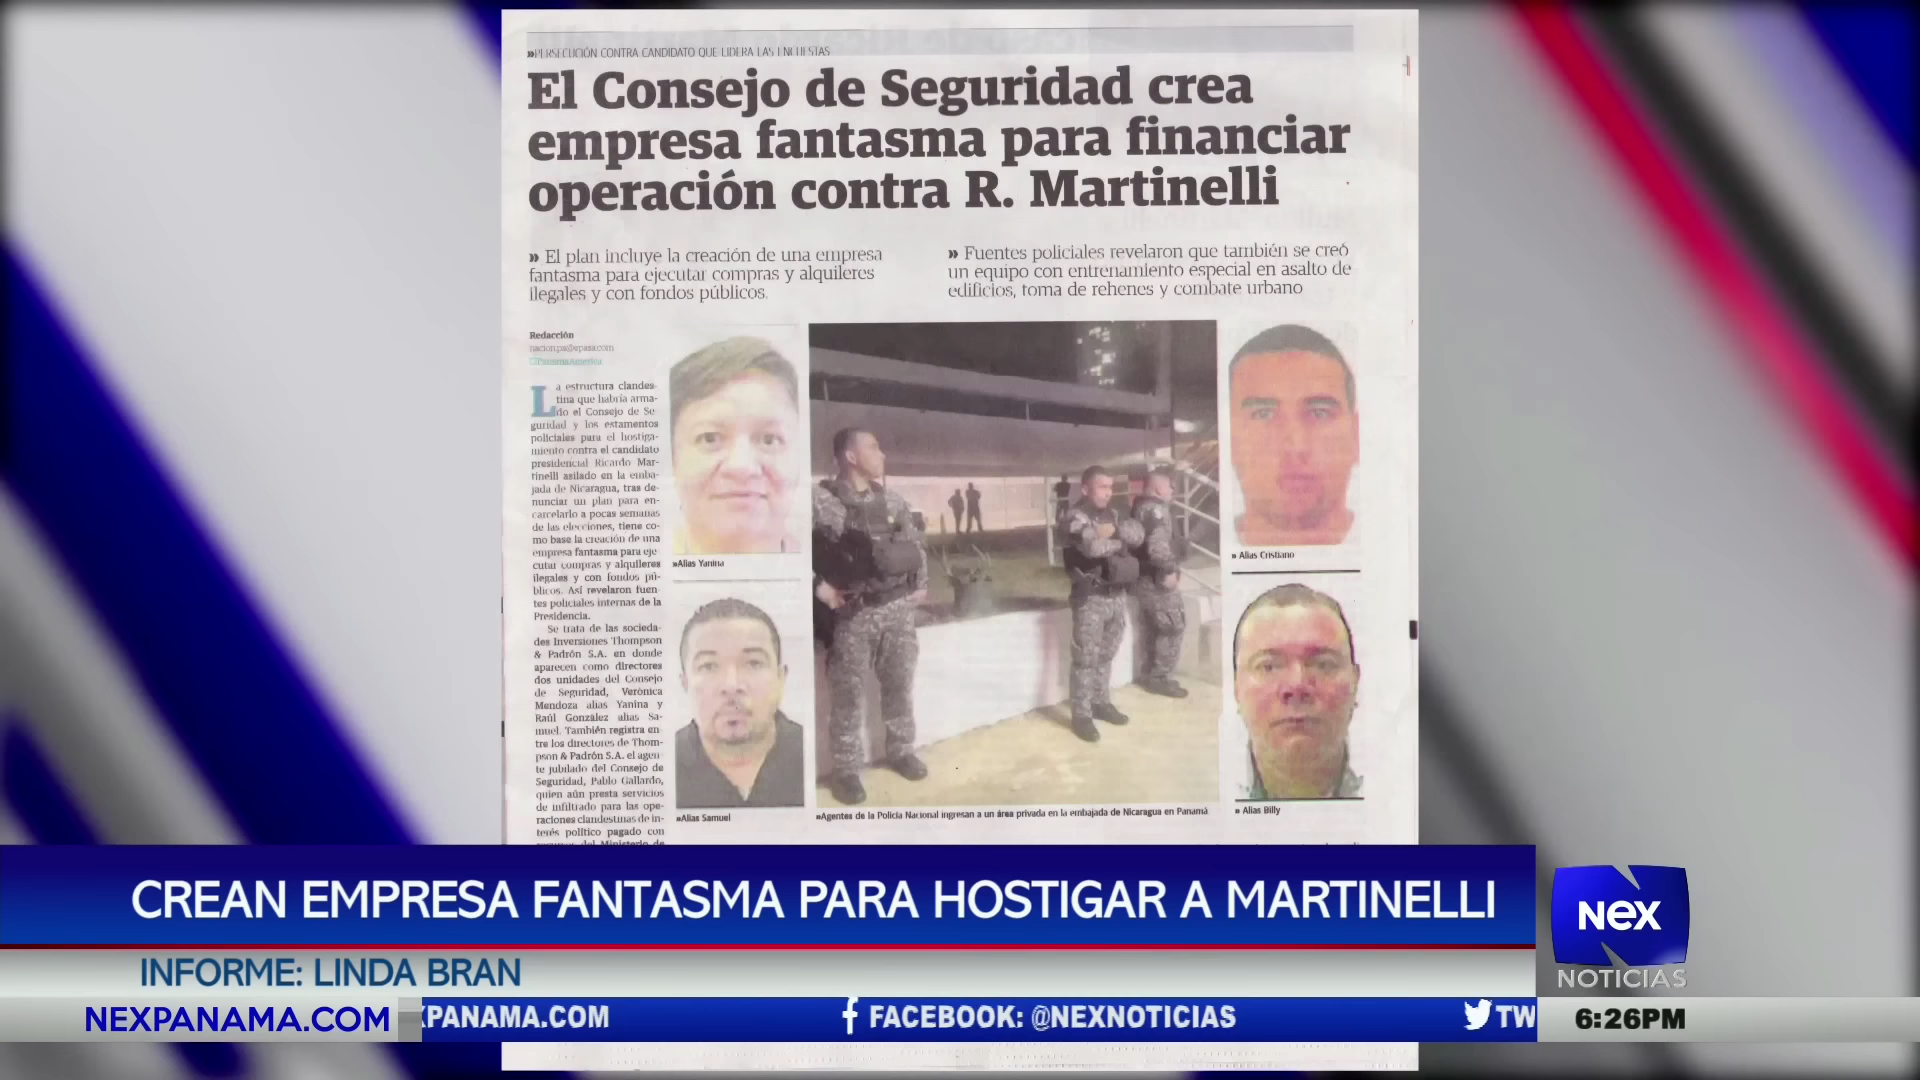 »PERSECUCIÓN CONTRA CANDIDATO QUE LIDERA LAS ENCUESTAS
El Consejo de Seguridad crea
empresa fantasma para financiar
operación contra R. Martinelli
» El plan incluye la creación de una empresa
fantasma para ejecutar compras y alquileres
ilegales y con fondos públicos.
» Fuentes policiales revelaron que también se creó
un equipo con entrenamiento especial en asalto de
edificios, toma de rehenes y combate urbano
Redacción
nacion.pa@epasa.com
@PanamaAmerica
La estructura clandes-
tina que habría arma-
do el Consejo de Se-
guridad y los estamentos
policiales para el hostiga-
miento contra el candidato
presidencial Ricardo Mar-
tinelli asilado en la emba-
jada de Nicaragua, tras de-
nunciar un plan para en-
carcelarlo a pocas semanas
de las elecciones, tiene co-
mo base la creación de una
empresa fantasma para eje-
cutar compras y alquileres
ilegales y con fondos pú-
blicos. Así revelaron fuen-
tes policiales internas de la
Presidencia.
Se trata de las socieda-
des Inversiones Thompson
& Padrón S.A. en donde
aparecen como directores
dos unidades del Consejo
de Seguridad, Verónica
Mendoza alias Yanina y
Raúl González alias Sa-
muel. También registra en-
tre los directores de Thom-
pson & Padrón S.A. el agen-
te jubilado del Consejo de
Seguridad, Pablo Gallardo,
quien aún presta servicios
de infiltrado para las ope-
raciones clandestinas de in-
terés político pagado con
»Alias Yanina
»Alias Samuel
»Agentes de la Policía Nacional ingresan a un área privada en la embajada de Nicaragua en Panamá
» Alias Cristiano
» Alias Billy
CREAN EMPRESA FANTASMA PARA HOSTIGAR A MARTINELLI
INFORME: LINDA BRAN
NEXPANAMA.COM
XPANAMA.COM
FACEBOOK: @NEXNOTICIAS
TW
NEX
NOTICIAS
6:26PM